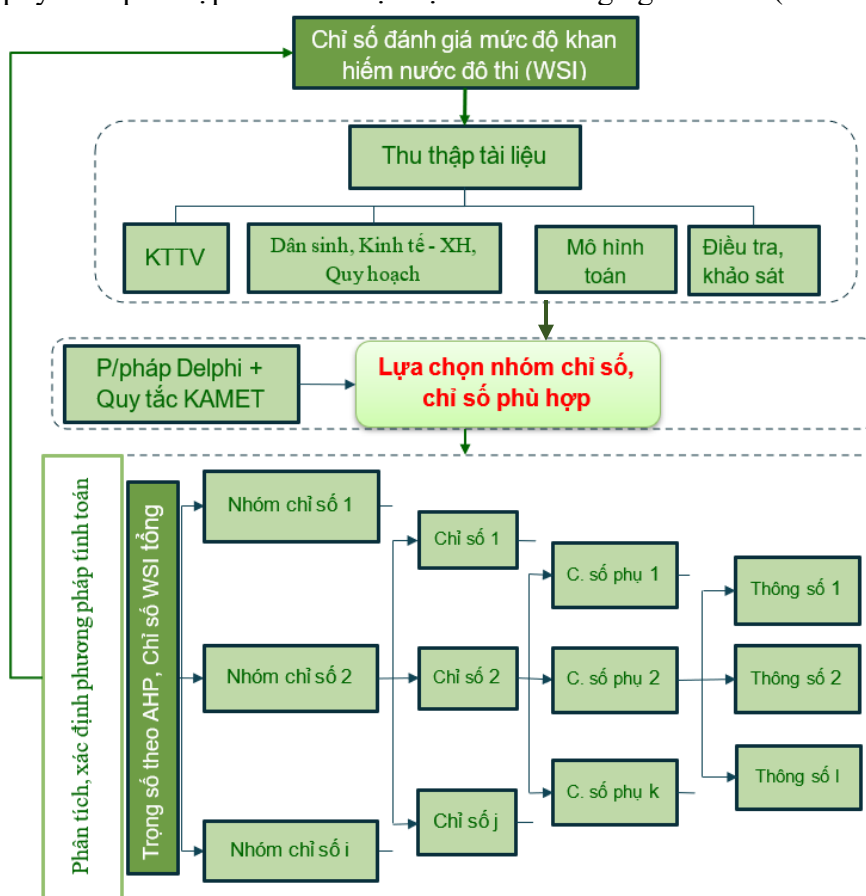 Chỉ số đánh giá mức độ khan
hiếm nước đô thi (WSI)
Thu thập tài liệu
KTTV
Dân sinh, Kinh tế - XH,
Quy hoạch
Mô hình
toán
Điều tra,
khảo sát
P/pháp Delphi +
Quy tắc KAMET
Lựa chọn nhóm chỉ số,
chỉ số phù hợp
Phân tích, xác định phương pháp tính toán
Trọng số theo AHP, Chỉ số WSI tổng
Nhóm chỉ số 1
Nhóm chỉ số 2
Nhóm chỉ số i
Chỉ số 1
Chỉ số 2
Chỉ số j
C. số phụ 1
C. số phụ 2
C. số phụ k
Thông số 1
Thông số 2
Thông số l